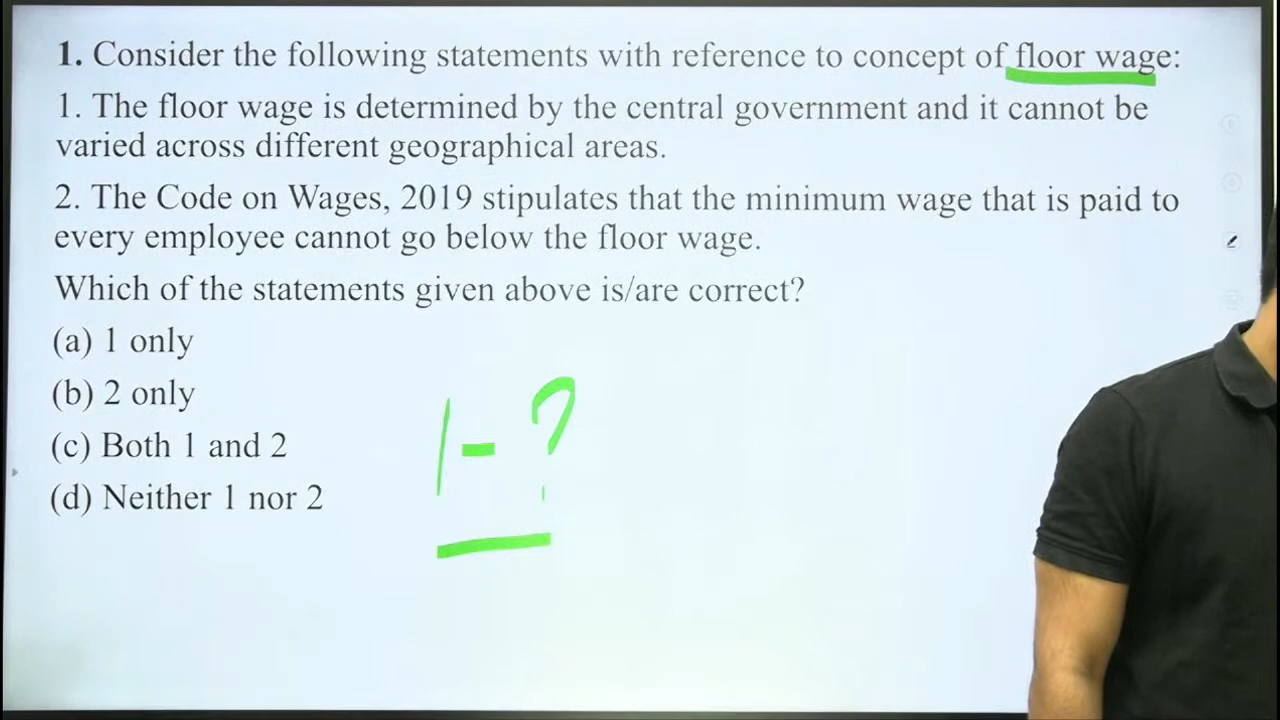 1. Consider the following statements with reference to concept of floor wage:
1. The floor wage is determined by the central government and it cannot be
varied across different geographical areas.
2. The Code on Wages, 2019 stipulates that the minimum wage that is paid to
every employee cannot go below the floor wage.
Which of the statements given above is/are correct?
(a) 1 only
(b) 2 only
(c) Both 1 and 2
(d) Neither 1 nor 2
1 - ?